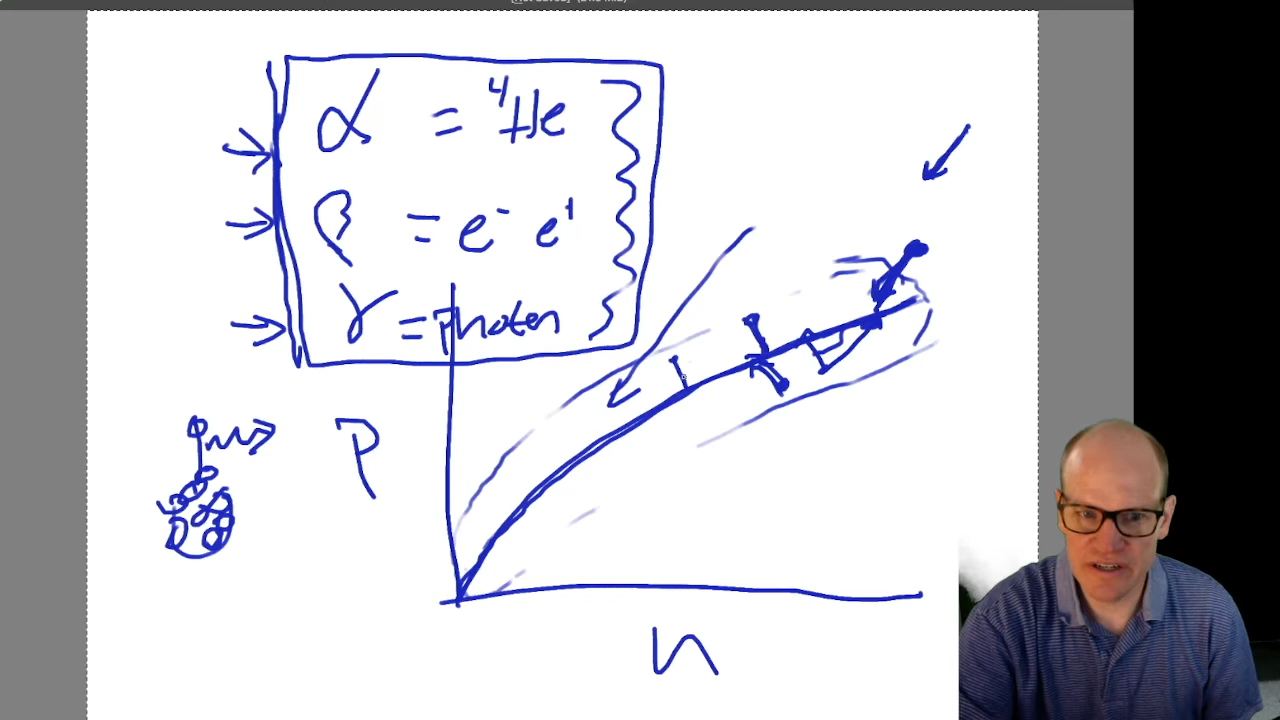 α = ⁴He
β = e⁻ e⁺
γ = Photon
P
n